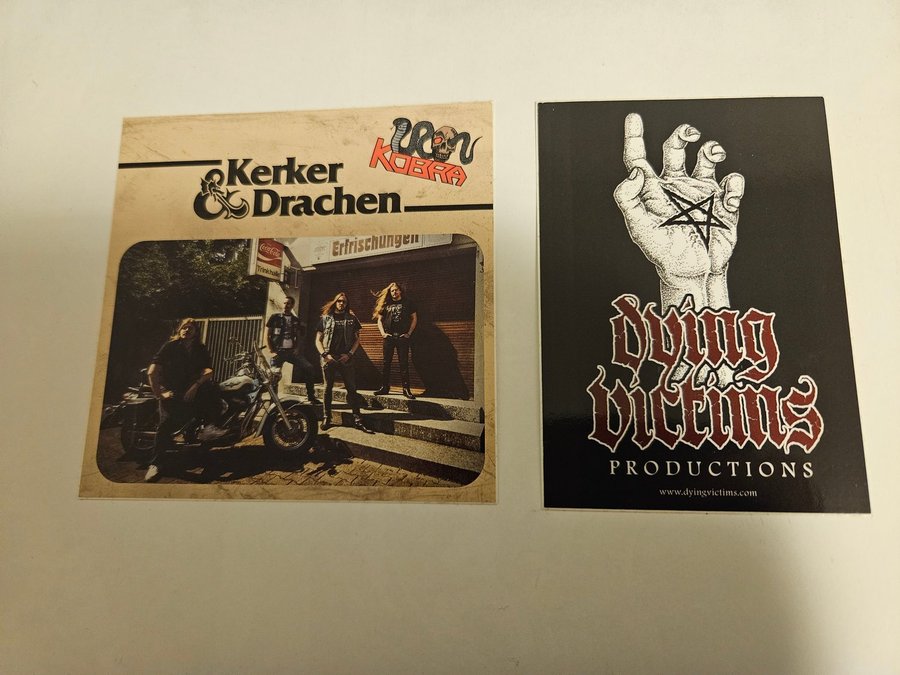 IRON
KOBRA
Kerker
& Drachen
Erfrischungen
Coca-Cola
Trinkhalle
dying
victims
PRODUCTIONS
www.dyingvictims.com